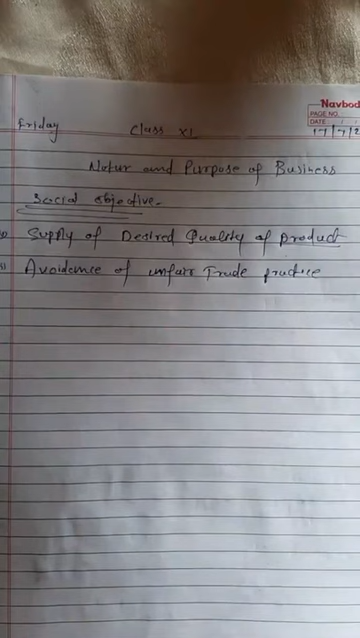 Navbod
PAGE NO.
DATE
Friday Class XI 17/7/2
Natur and Purpose of Business
Social objective.
Supply of Desired Quality of product
Avoidence of unfair Trade practice